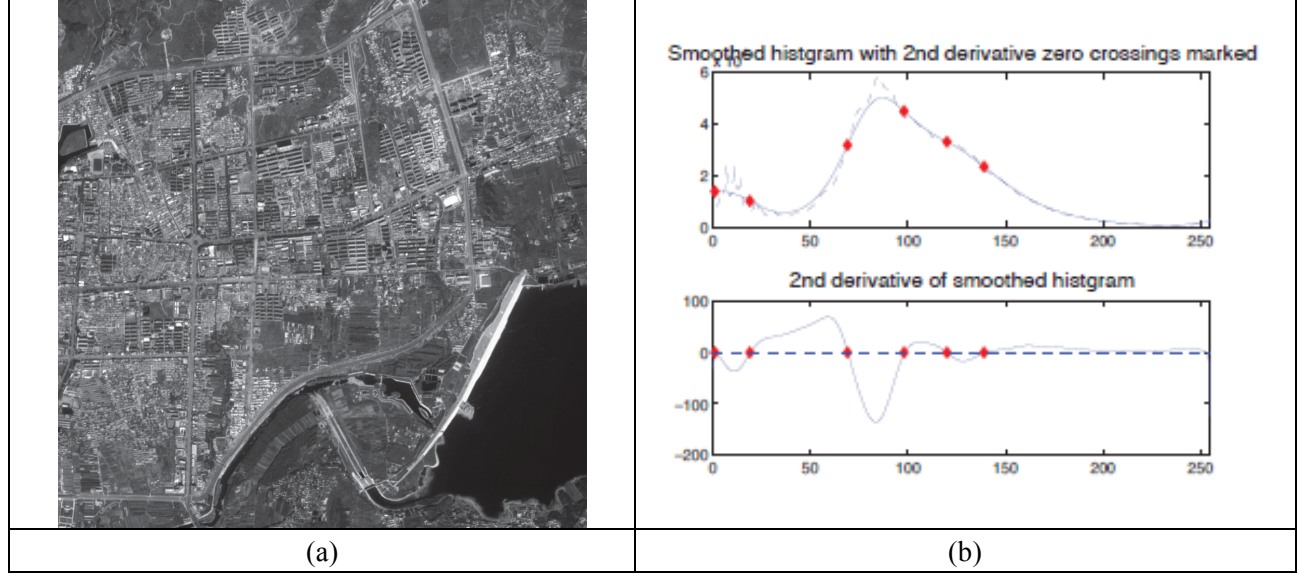 Smoothed histgram with 2nd derivative zero crossings marked
6
4
2
0
0 50 100 150 200 250
2nd derivative of smoothed histgram
100
0
−100
−200
0 50 100 150 200 250
(a) (b)